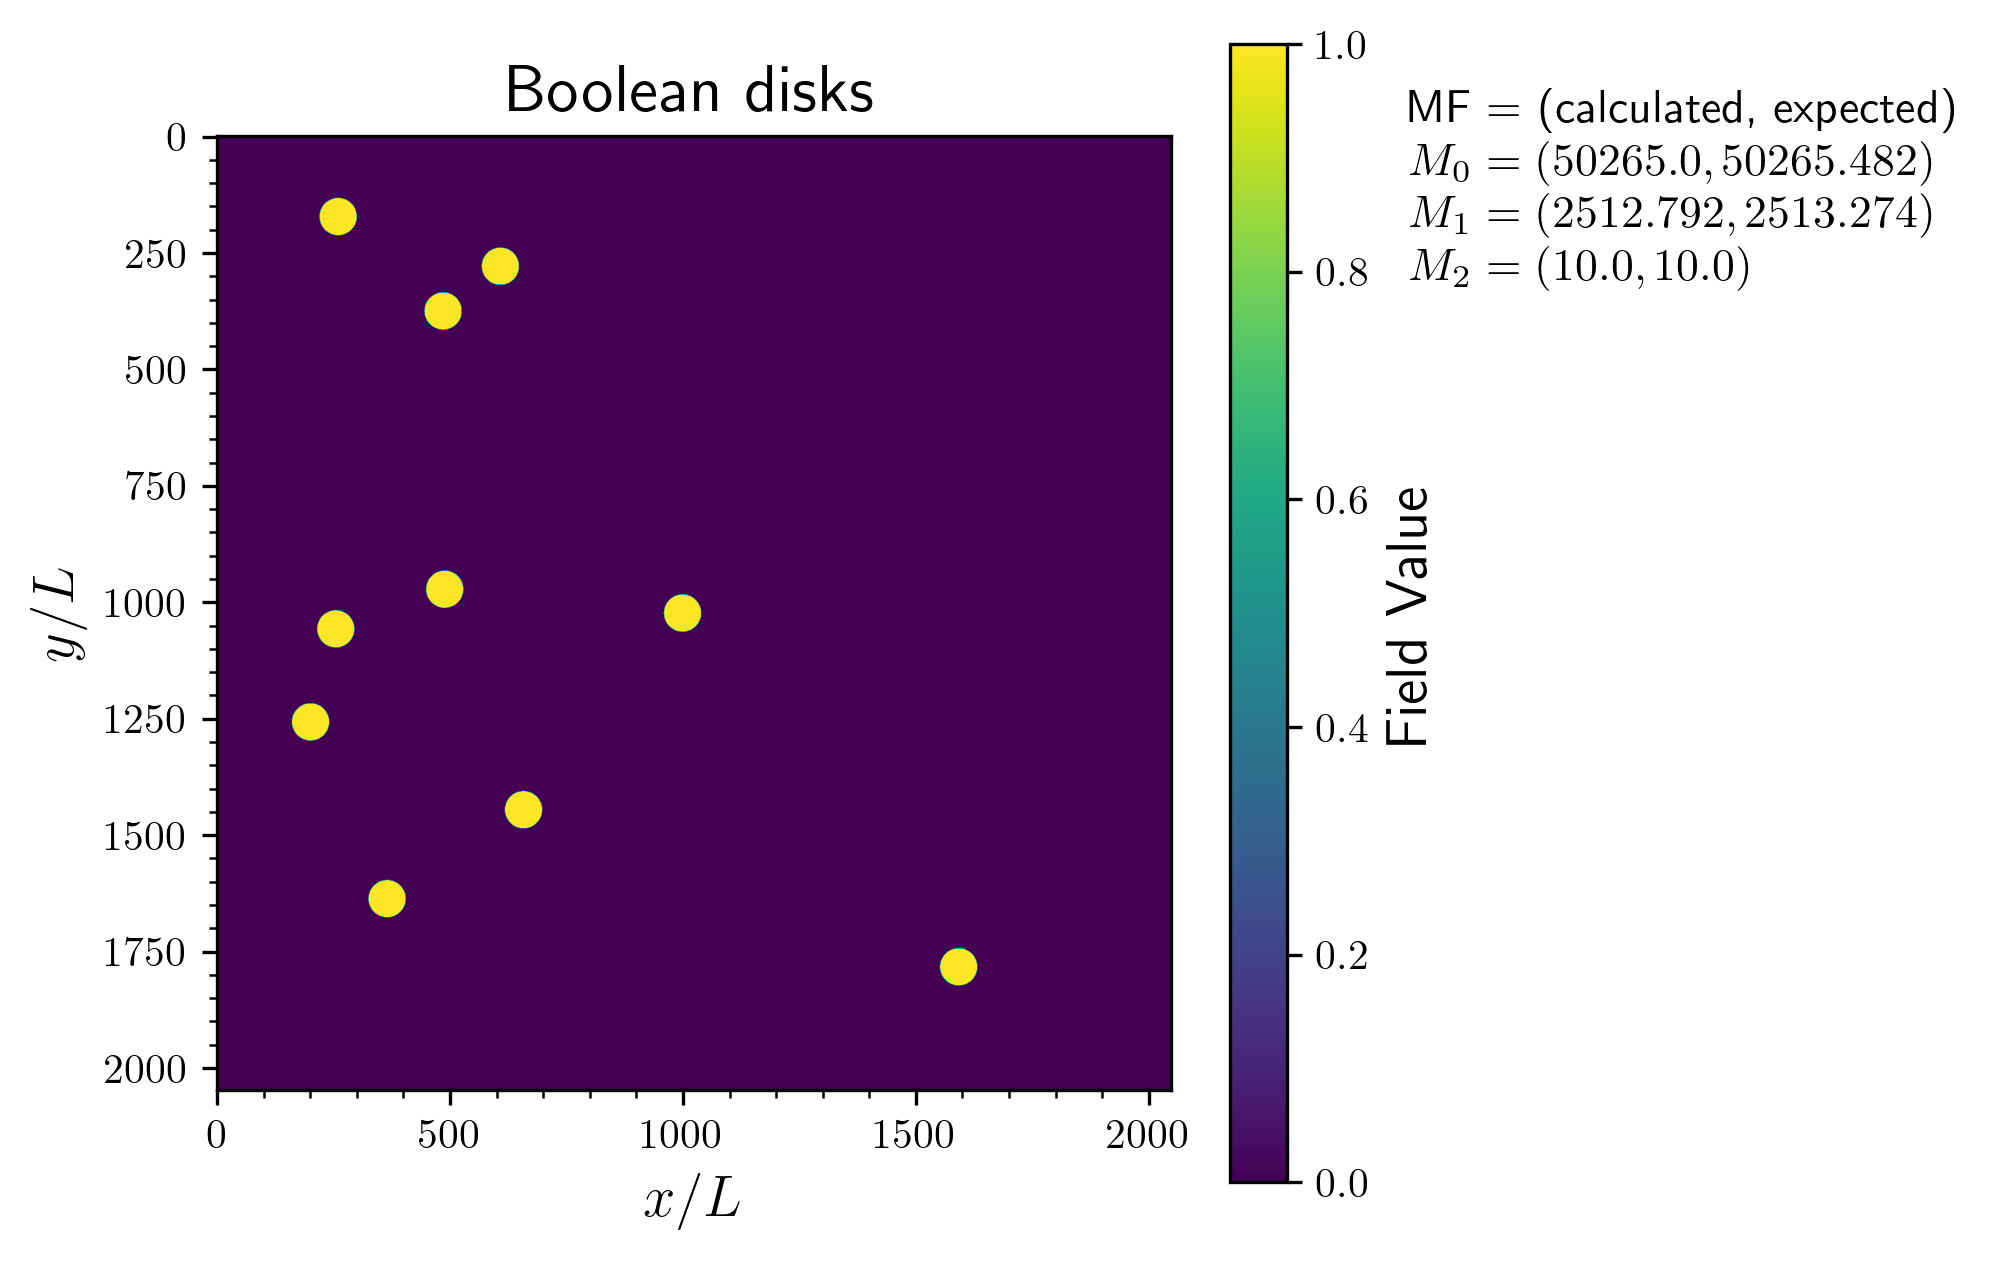 Boolean disks
MF = (calculated, expected)
M₀ = (50265.0, 50265.482)
M₁ = (2512.792, 2513.274)
M₂ = (10.0, 10.0)
0
250
500
750
1000
1250
1500
1750
2000
y/L
0
500
1000
1500
2000
x/L
1.0
0.8
0.6
0.4
0.2
0.0
Field Value